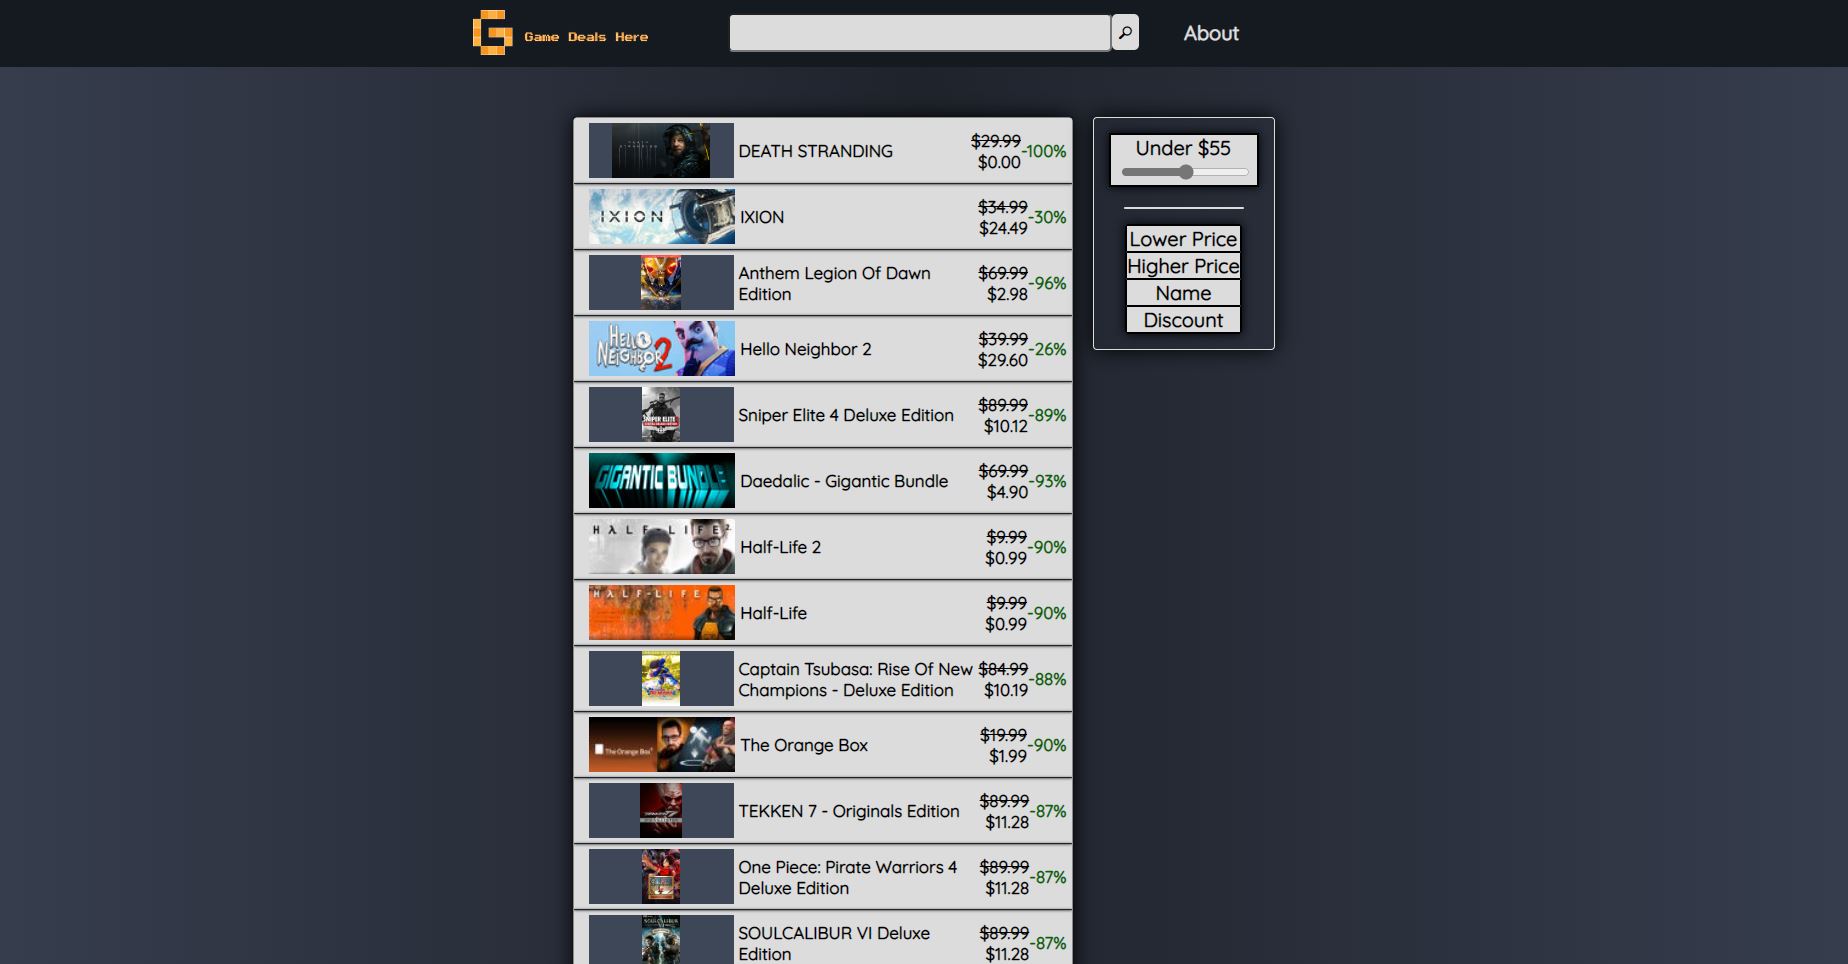 Game Deals Here
About
DEATH STRANDING
$29.99
$0.00
-100%
IXION
IXION
$34.99
$24.49
-30%
Anthem Legion Of Dawn
Edition
$69.99
$2.98
-96%
HELLO
NEIGHBOR 2
Hello Neighbor 2
$39.99
$29.60
-26%
SNIPER ELITE
Sniper Elite 4 Deluxe Edition
$89.99
$10.12
-89%
GIGANTIC BUNDLE
Daedalic - Gigantic Bundle
$69.99
$4.90
-93%
HALF-LIFE 2
Half-Life 2
$9.99
$0.99
-90%
HALF-LIFE
Half-Life
$9.99
$0.99
-90%
Captain Tsubasa: Rise Of New
Champions - Deluxe Edition
$84.99
$10.19
-88%
The Orange Box
The Orange Box
$19.99
$1.99
-90%
TEKKEN 7 - Originals Edition
$89.99
$11.28
-87%
One Piece: Pirate Warriors 4
Deluxe Edition
$89.99
$11.28
-87%
SOULCALIBUR
SOULCALIBUR VI Deluxe
Edition
$89.99
$11.28
-87%
Under $55
Lower Price
Higher Price
Name
Discount